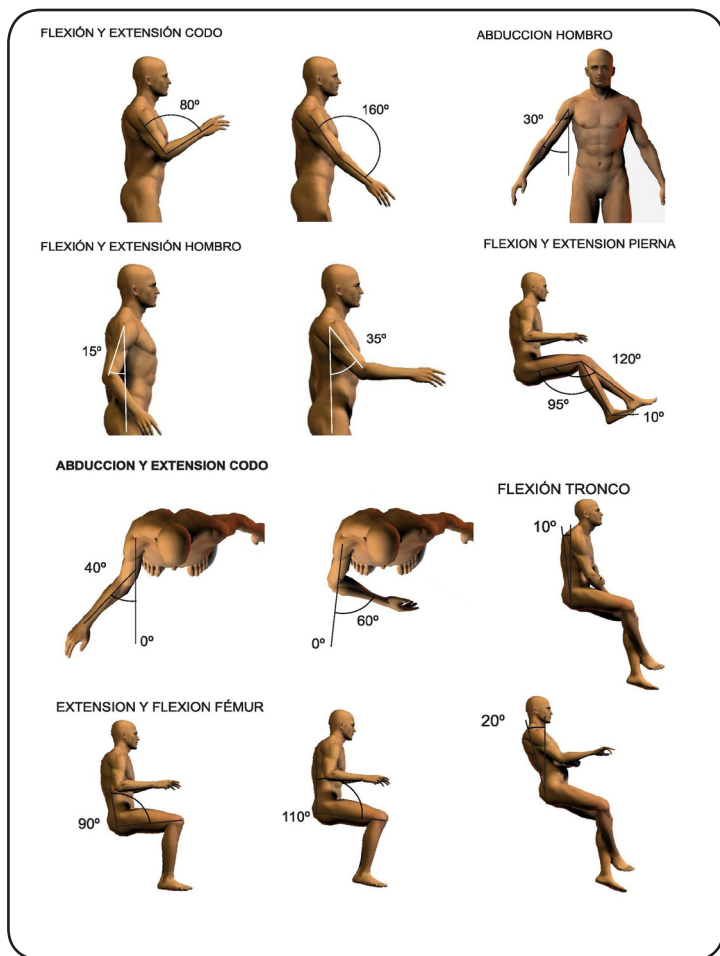 FLEXIÓN Y EXTENSIÓN CODO
80º
160º
ABDUCCION HOMBRO
30º
FLEXIÓN Y EXTENSIÓN HOMBRO
15º
35º
FLEXION Y EXTENSION PIERNA
120º
95º
10º
ABDUCCION Y EXTENSION CODO
40º
0º
60º
0º
FLEXIÓN TRONCO
10º
EXTENSION Y FLEXION FÉMUR
90º
110º
20º